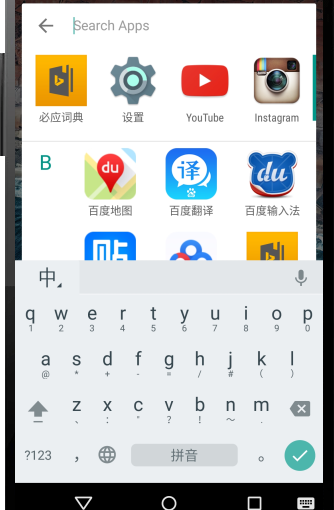 Search Apps
必应词典 设置 YouTube Instagram
B
du 译 du
百度地图 百度翻译 百度输入法
贴
中
q w e r t y u i o p
1 2 3 4 5 6 7 8 9 0
a s d f g h j k l
@ * + - = / # ( )
z x c v b n m
、 : " ? ! ~ .
?123 , 拼音 。